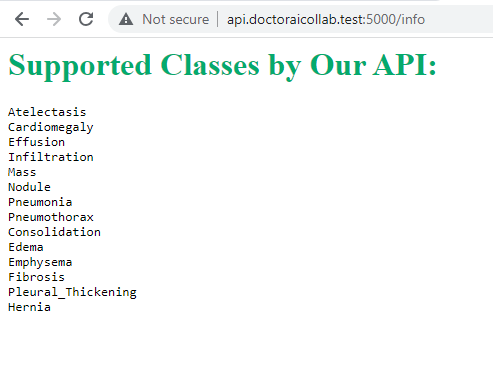 Not secure | api.doctoraicollab.test:5000/info
Supported Classes by Our API:
Atelectasis
Cardiomegaly
Effusion
Infiltration
Mass
Nodule
Pneumonia
Pneumothorax
Consolidation
Edema
Emphysema
Fibrosis
Pleural_Thickening
Hernia